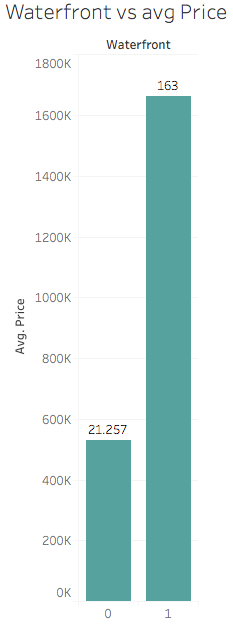 Waterfront vs avg Price
Waterfront
1800K
1600K
1400K
1200K
1000K
800K
600K
400K
200K
0K
Avg. Price
163
21.257
0 1